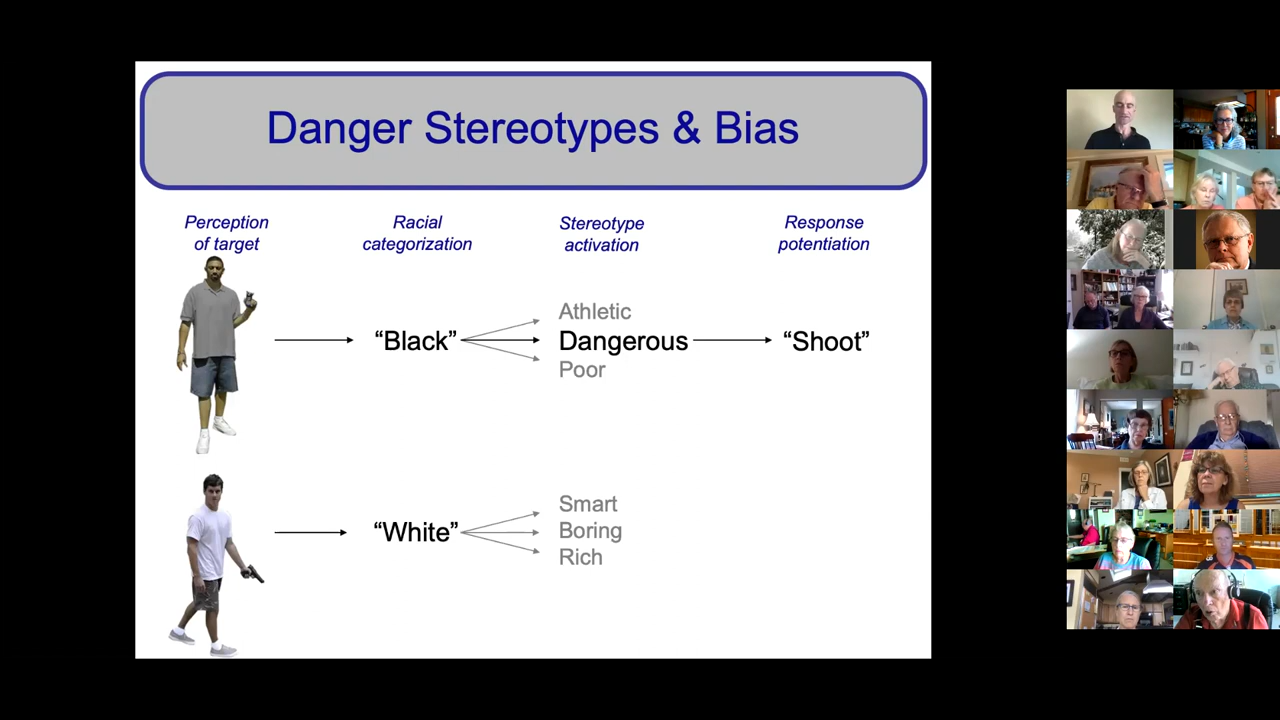 Danger Stereotypes & Bias
Perception
of target
Racial
categorization
Stereotype
activation
Response
potentiation
Athletic
“Black”
Dangerous
“Shoot”
Poor
Smart
“White”
Boring
Rich